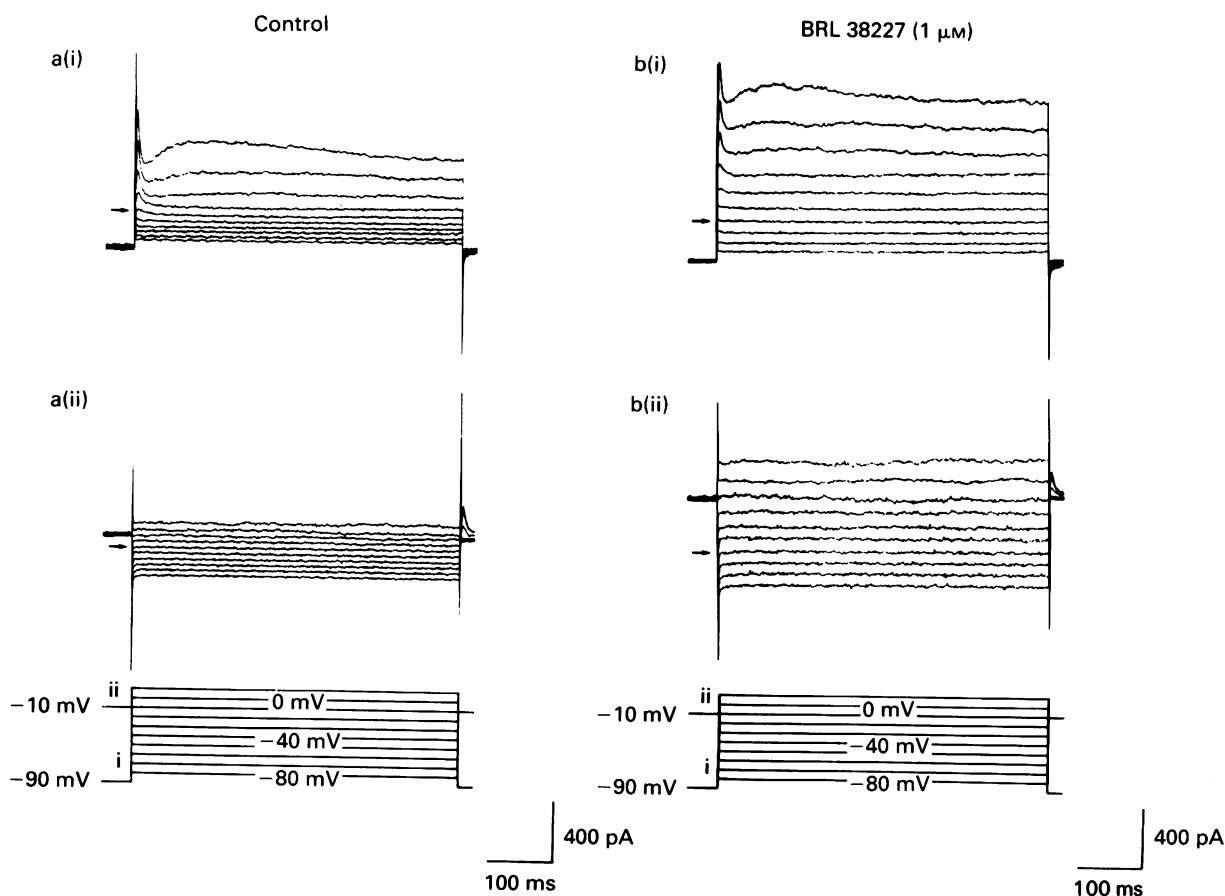 Control
BRL 38227 (1 μM)
a(i)
b(i)
a(ii)
b(ii)
ii
−10 mV
0 mV
−40 mV
i
−90 mV
−80 mV
400 pA
100 ms
ii
−10 mV
0 mV
−40 mV
i
−90 mV
−80 mV
400 pA
100 ms